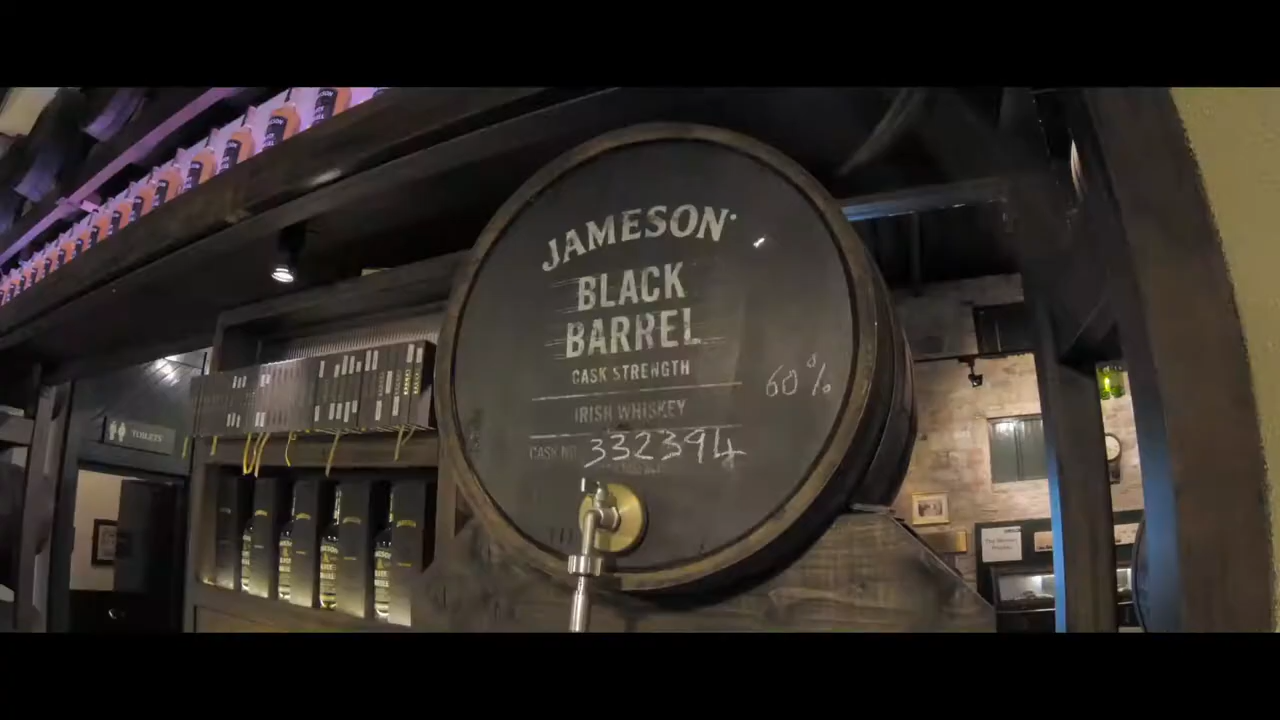 JAMESON
BLACK
BARREL
CASK STRENGTH
60%
IRISH WHISKEY
CASK NO. 332394
TOILETS